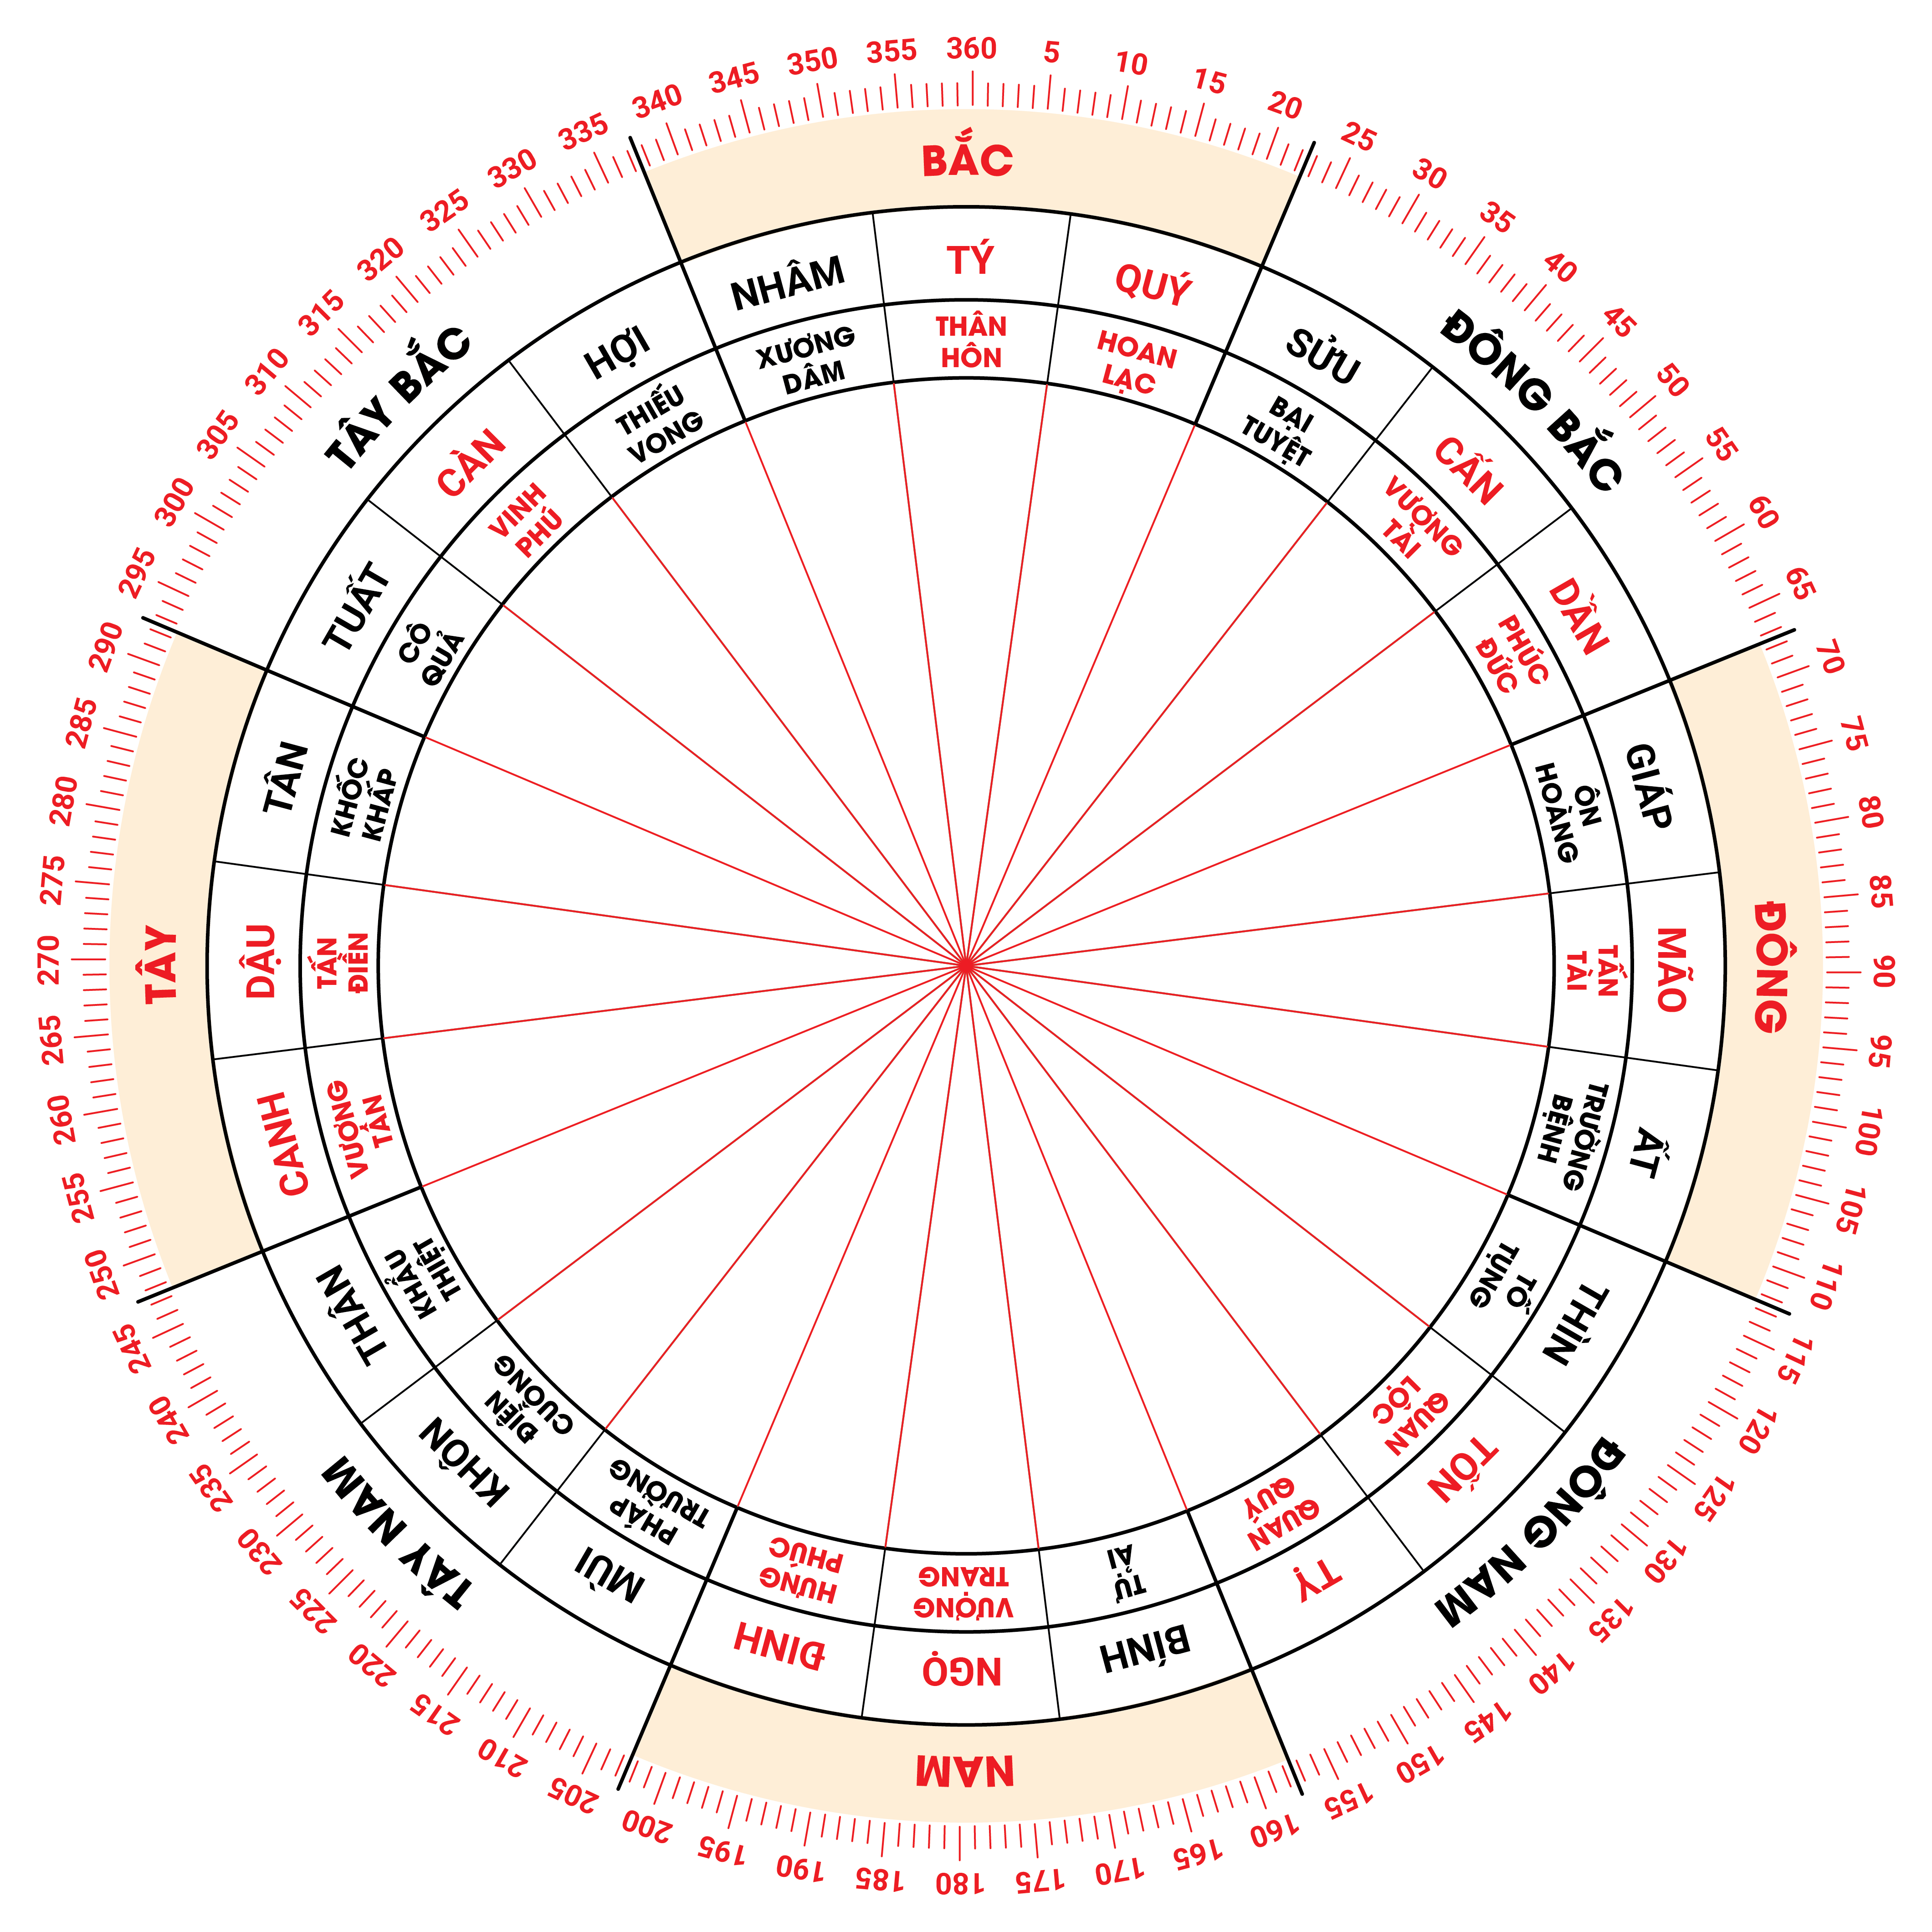 360
5
10
15
20
25
30
35
40
45
50
55
60
65
70
75
80
85
90
95
100
105
110
115
120
125
130
135
140
145
150
155
160
165
170
175
180
185
190
195
200
205
210
215
220
225
230
235
240
245
250
255
260
265
270
275
280
285
290
295
300
305
310
315
320
325
330
335
340
345
350
355
BẮC
ĐÔNG BẮC
ĐÔNG
ĐÔNG NAM
NAM
TÂY NAM
TÂY
TÂY BẮC
TÝ
QUÝ
SỬU
CẤN
DẦN
GIÁP
MÃO
ẤT
THÌN
TỐN
TỴ
BÍNH
NGỌ
ĐINH
MÙI
KHÔN
THÂN
CANH
DẬU
TÂN
TUẤT
CÀN
HỢI
NHÂM
THÂN
HÔN
HOAN
LẠC
BẠI
TUYỆT
VƯỢNG
TÀI
PHÚC
ĐỨC
ÔN
HOÀNG
TẤN
TÀI
TRƯỜNG
BỆNH
TỐ
TỤNG
QUAN
LỘC
QUAN
QUÝ
TỰ
ẢI
VƯỢNG
TRANG
HƯNG
PHÚC
PHÁP
TRƯỜNG
ĐIÊN
CUỒNG
KHẨU
THIỆT
VƯỢNG
TÀN
TẤN
ĐIỀN
KHỐC
KHẤP
CÔ
QUẢ
VINH
PHÚ
THIẾU
VONG
XƯƠNG
DÂM